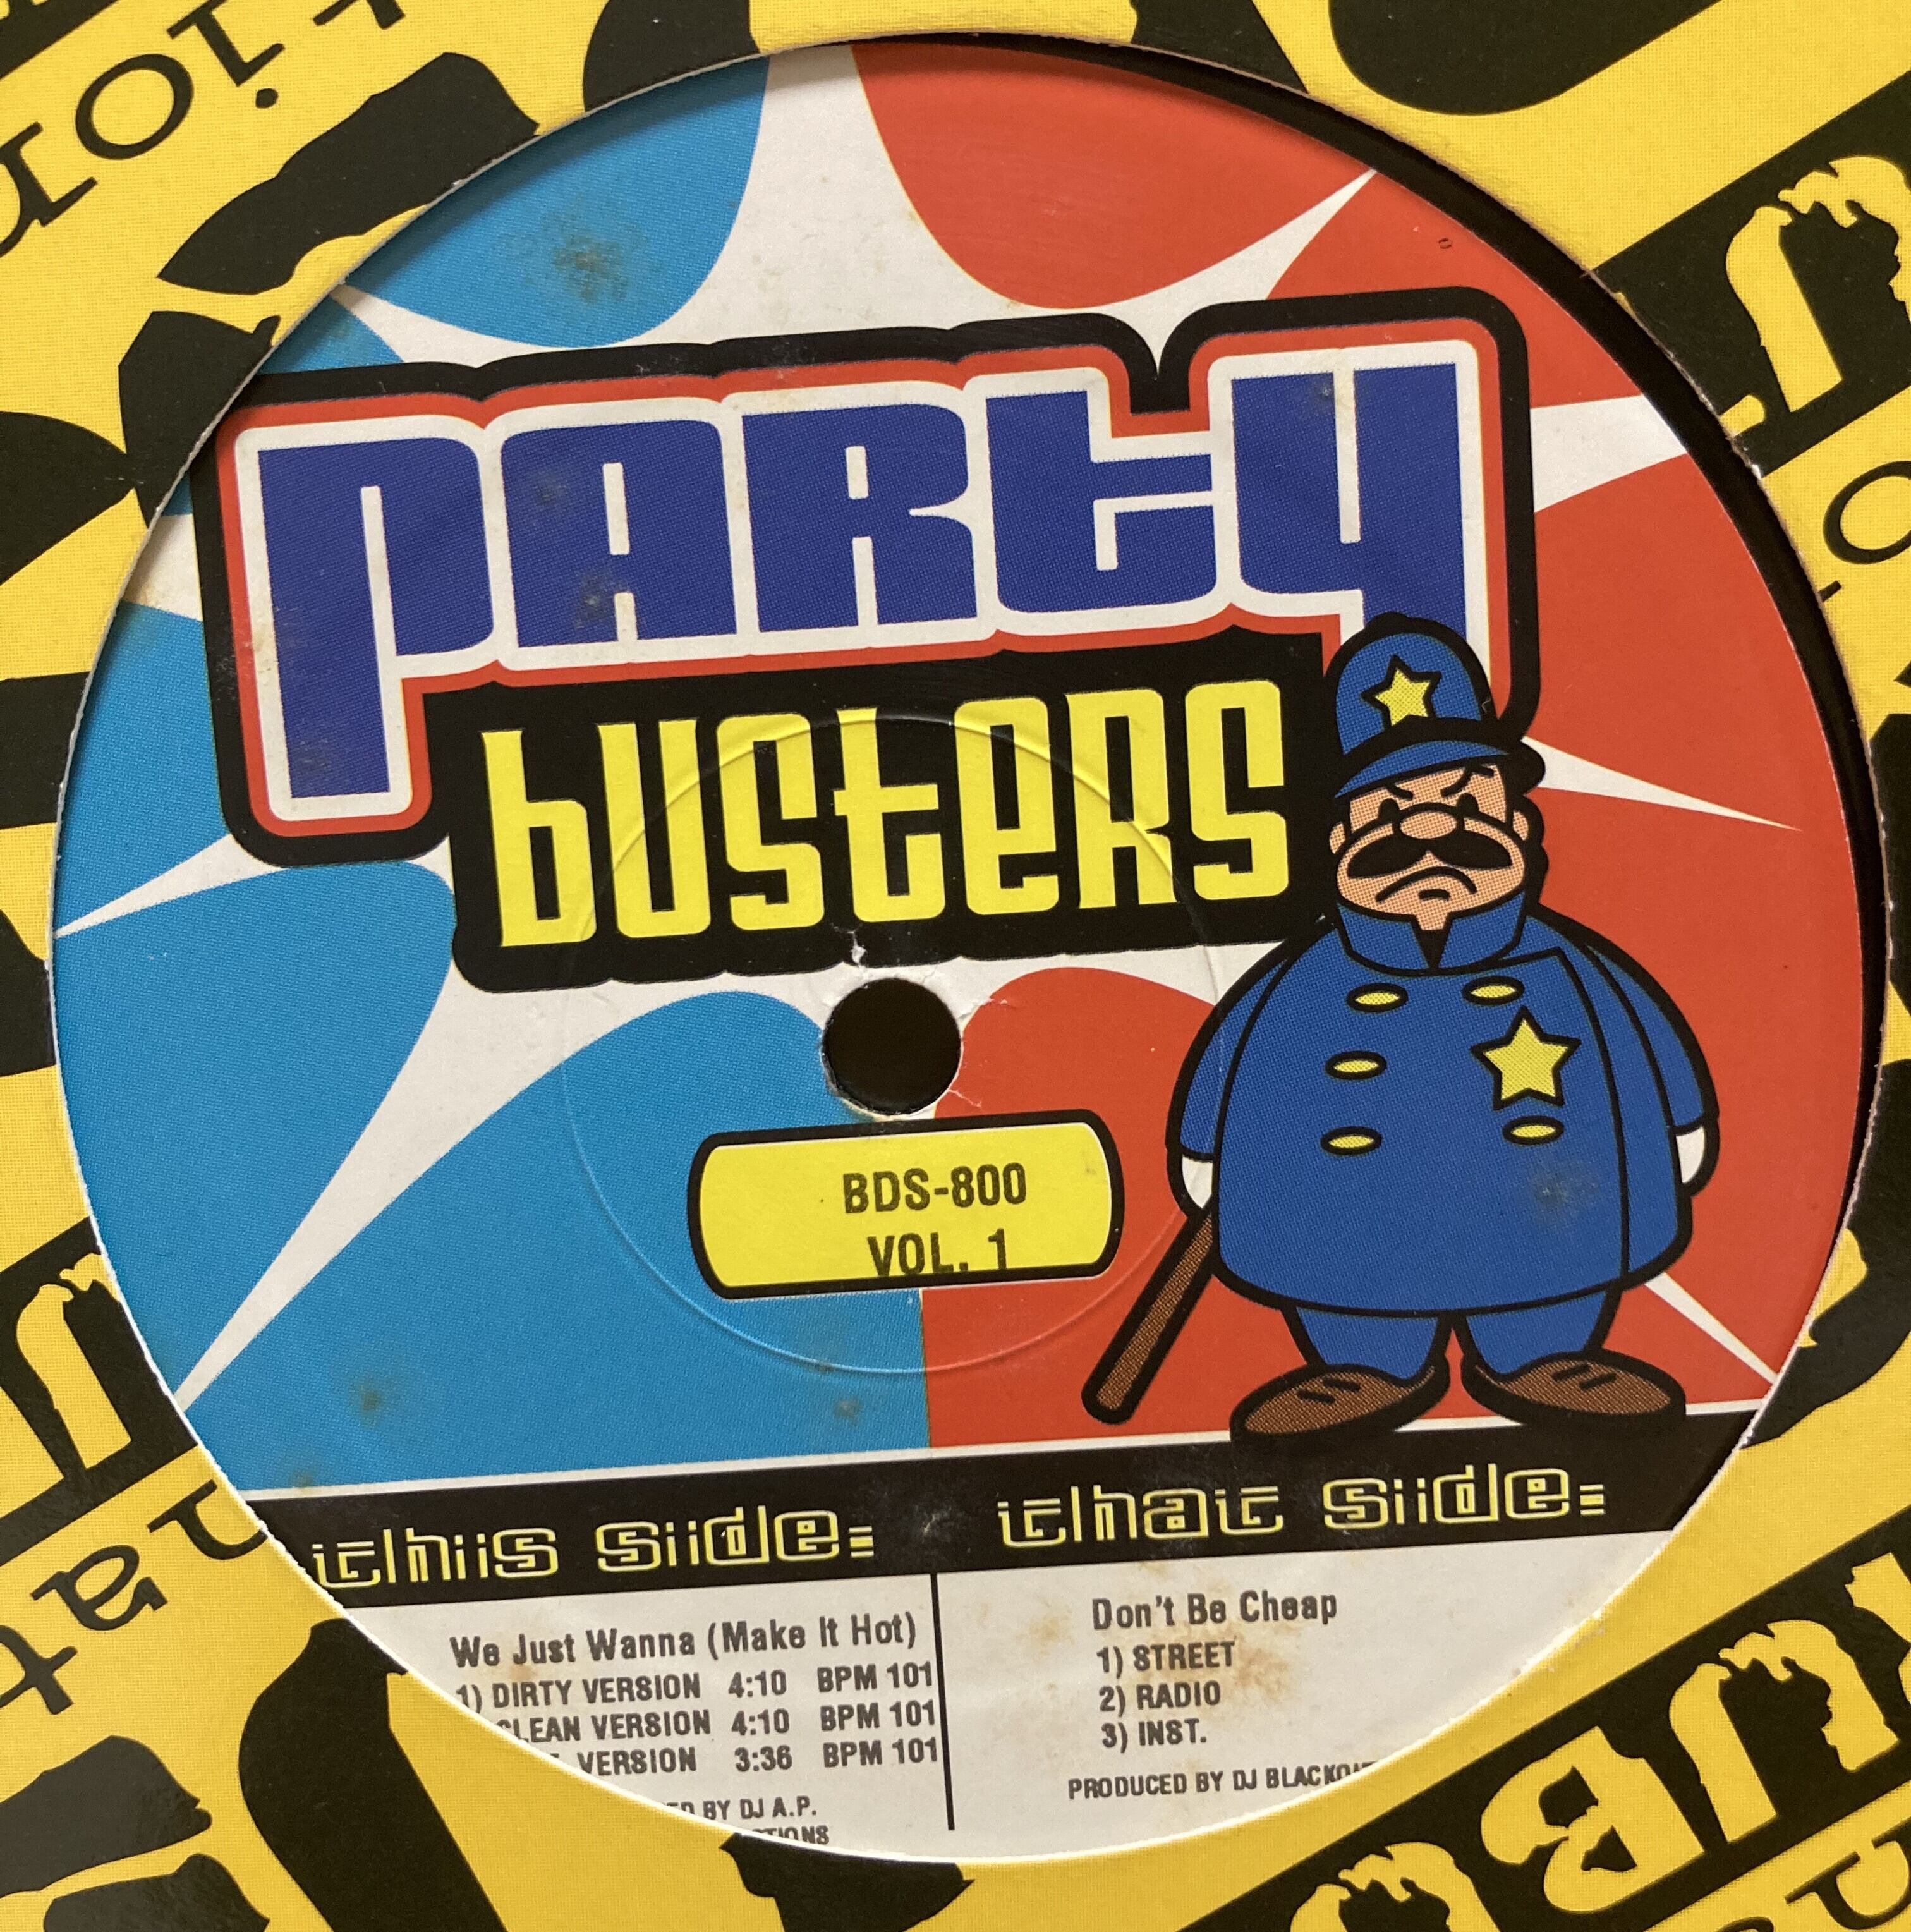 PARTY
BUSTERS
BDS-800
VOL. 1
this side:
We Just Wanna (Make It Hot)
1) DIRTY VERSION 4:10 BPM 101
CLEAN VERSION 4:10 BPM 101
VERSION 3:36 BPM 101
BY DJ A.P.
that side:
Don't Be Cheap
1) STREET
2) RADIO
3) INST.
PRODUCED BY DJ